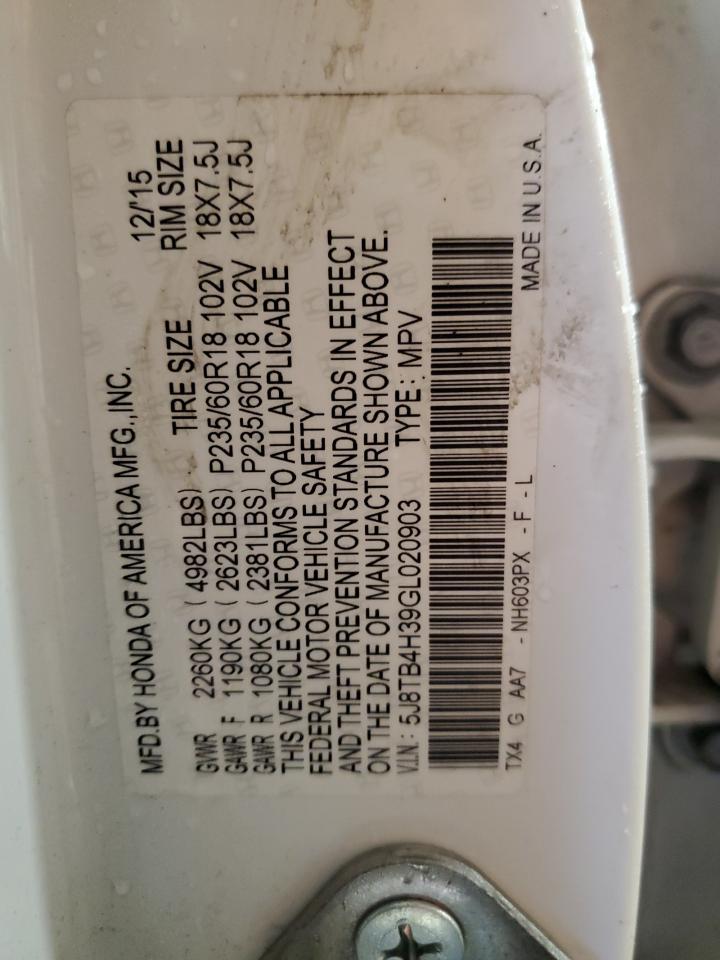 MFD.BY HONDA OF AMERICA MFG.,INC. 12/'15
TIRE SIZE RIM SIZE
GVWR 2260KG ( 4982LBS)
GAWR F 1190KG ( 2623LBS) P235/60R18 102V 18X7.5J
GAWR R 1080KG ( 2381LBS) P235/60R18 102V 18X7.5J
THIS VEHICLE CONFORMS TO ALL APPLICABLE
FEDERAL MOTOR VEHICLE SAFETY
AND THEFT PREVENTION STANDARDS IN EFFECT
ON THE DATE OF MANUFACTURE SHOWN ABOVE.
V.I.N : 5J8TB4H39GL020903 TYPE : MPV
TX4 G AA7 - NH603PX - F - L MADE IN U.S.A.